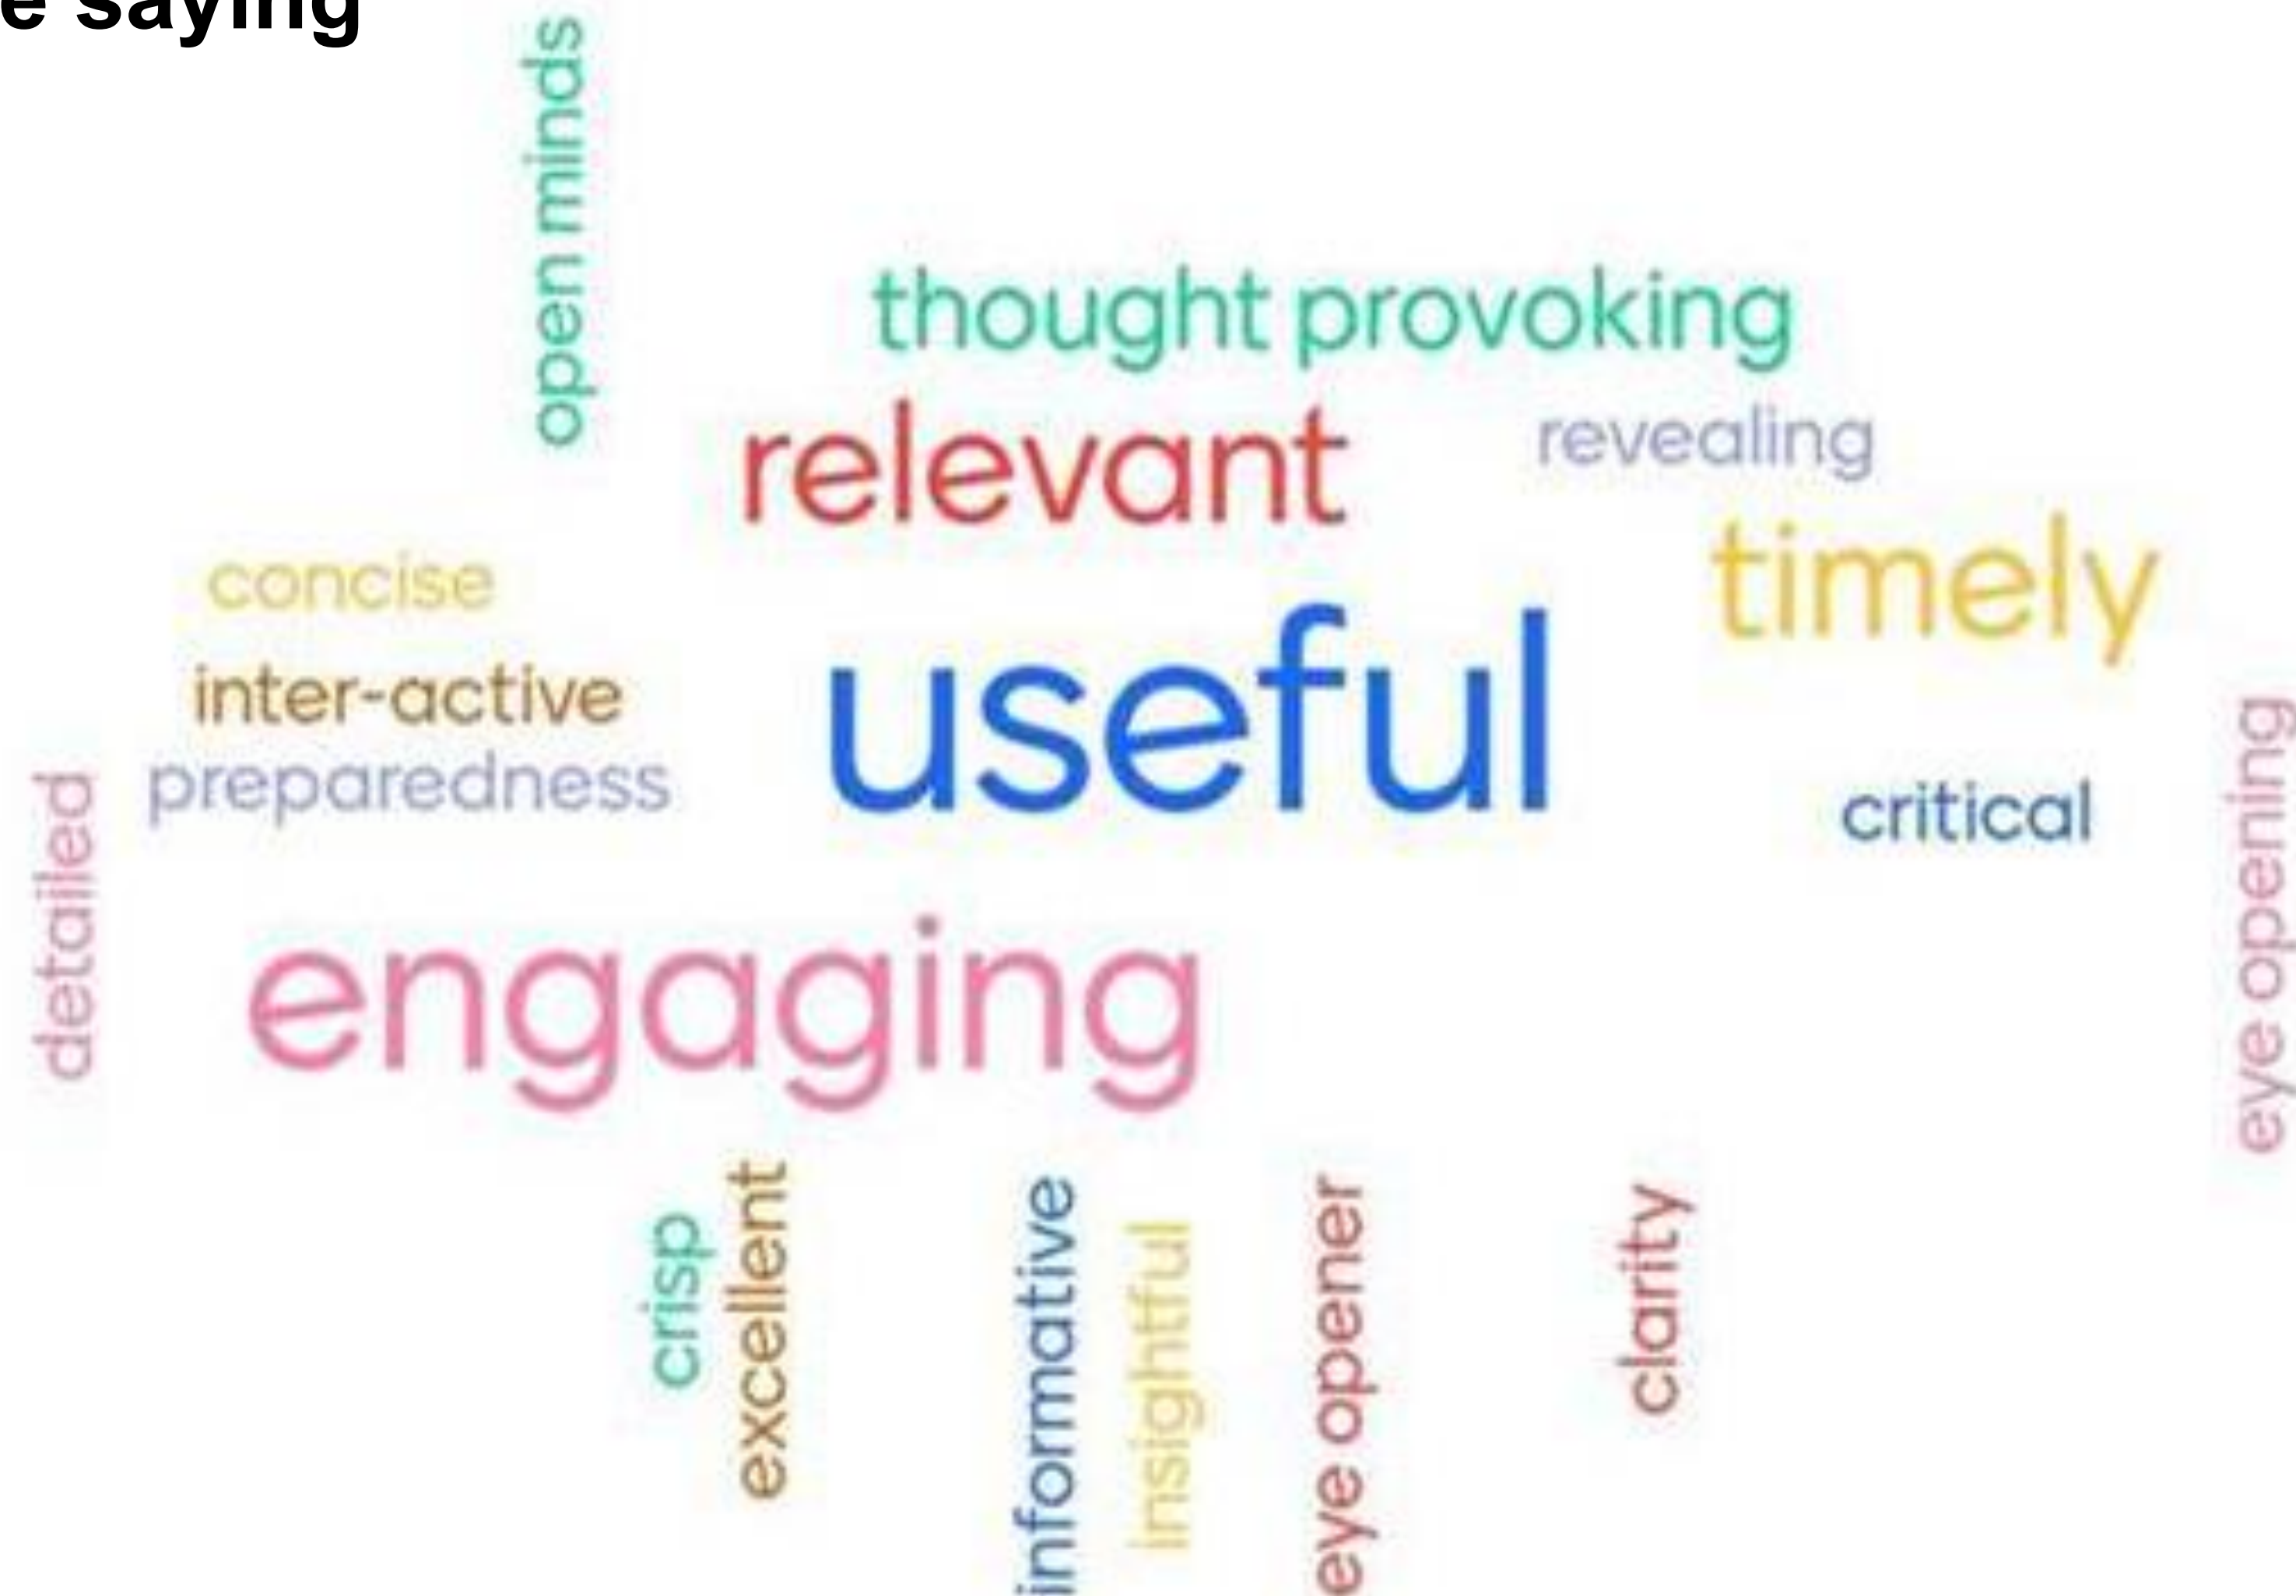 e saying
open minds
thought provoking
relevant
revealing
concise
timely
inter-active
useful
preparedness
critical
detailed
eye opening
engaging
crisp
excellent
informative
insightful
eye opener
clarity